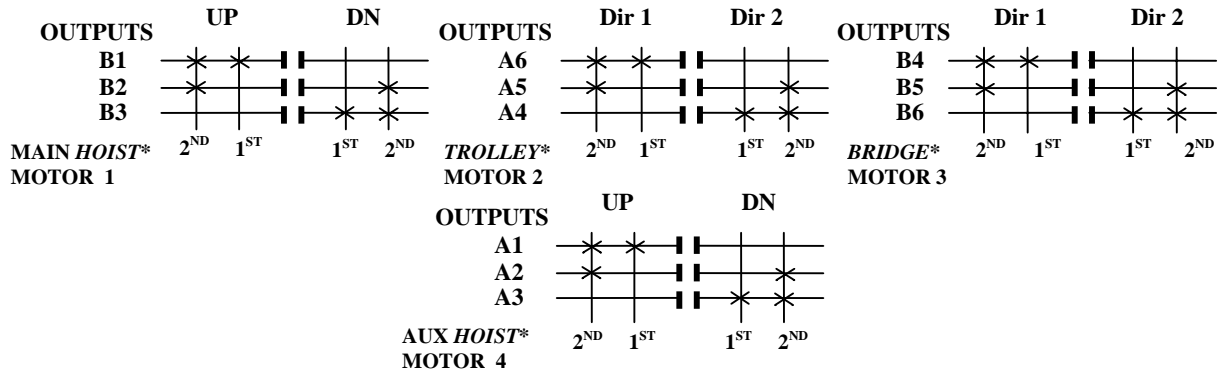 UP DN
OUTPUTS
B1
B2
B3
2ND 1ST 1ST 2ND
MAIN HOIST*
MOTOR 1
Dir 1 Dir 2
OUTPUTS
A6
A5
A4
2ND 1ST 1ST 2ND
TROLLEY*
MOTOR 2
Dir 1 Dir 2
OUTPUTS
B4
B5
B6
2ND 1ST 1ST 2ND
BRIDGE*
MOTOR 3
UP DN
OUTPUTS
A1
A2
A3
2ND 1ST 1ST 2ND
AUX HOIST*
MOTOR 4